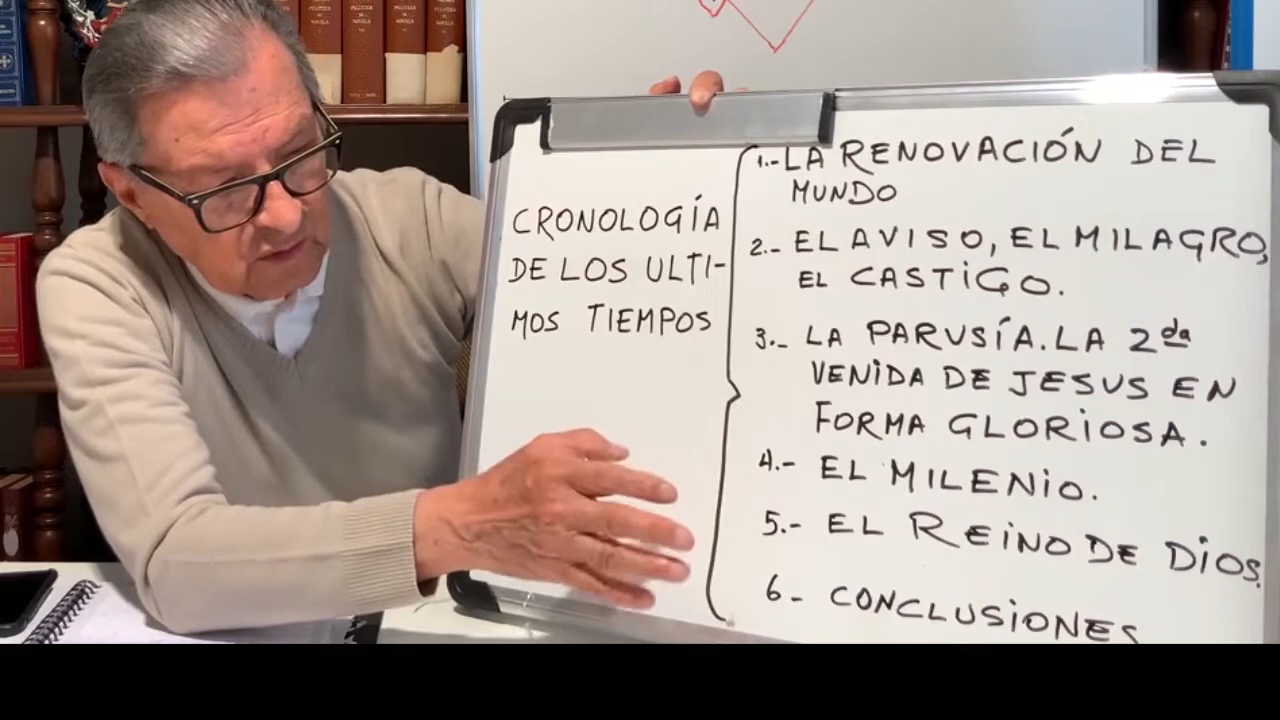 CRONOLOGÍA
DE LOS ULTI-
MOS TIEMPOS
1.- LA RENOVACIÓN DEL
MUNDO
2.- EL AVISO, EL MILAGRO,
EL CASTIGO.
3.- LA PARUSÍA. LA 2da
VENIDA DE JESUS EN
FORMA GLORIOSA.
4.- EL MILENIO.
5.- EL REINO DE DIOS.
6- CONCLUSIONES